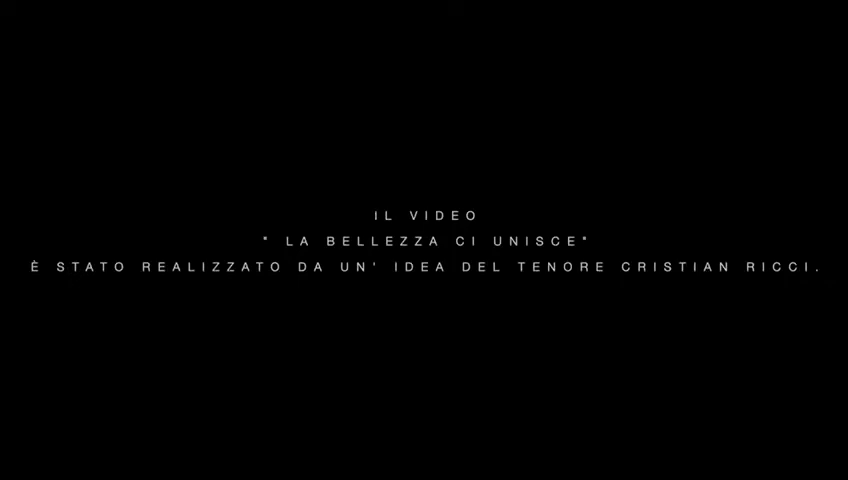 IL VIDEO
" LA BELLEZZA CI UNISCE"
È STATO REALIZZATO DA UN' IDEA DEL TENORE CRISTIAN RICCI.